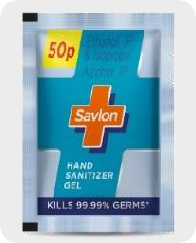 50p
Ethanol IP
& Isopropyl
Alcohol IP
Savlon
HAND
SANITIZER
GEL
KILLS 99.99% GERMS*